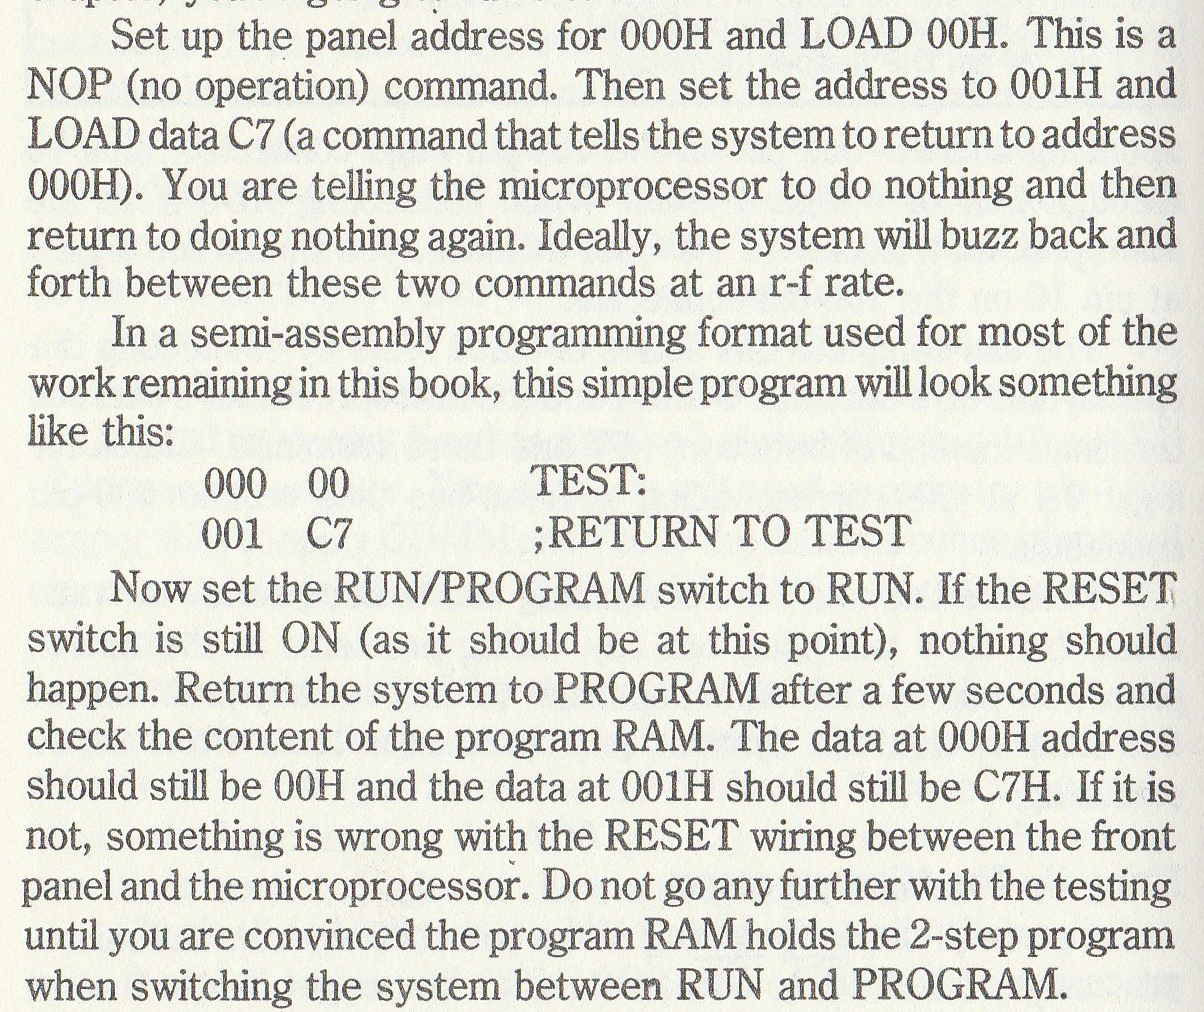 Set up the panel address for 000H and LOAD 00H. This is a
NOP (no operation) command. Then set the address to 001H and
LOAD data C7 (a command that tells the system to return to address
000H). You are telling the microprocessor to do nothing and then
return to doing nothing again. Ideally, the system will buzz back and
forth between these two commands at an r-f rate.
In a semi-assembly programming format used for most of the
work remaining in this book, this simple program will look something
like this:
000 00 TEST:
001 C7 ;RETURN TO TEST
Now set the RUN/PROGRAM switch to RUN. If the RESET
switch is still ON (as it should be at this point), nothing should
happen. Return the system to PROGRAM after a few seconds and
check the content of the program RAM. The data at 000H address
should still be 00H and the data at 001H should still be C7H. If it is
not, something is wrong with the RESET wiring between the front
panel and the microprocessor. Do not go any further with the testing
until you are convinced the program RAM holds the 2-step program
when switching the system between RUN and PROGRAM.